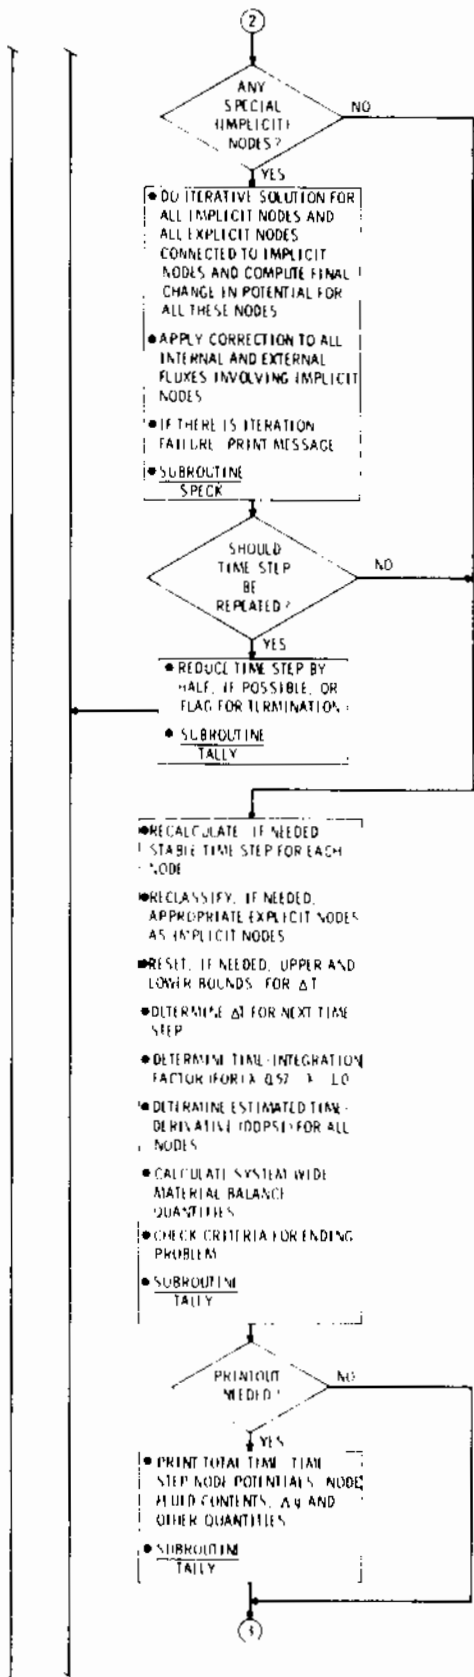 2
ANY
SPECIAL
(IMPLICIT)
NODES?
NO
YES
• DO ITERATIVE SOLUTION FOR
ALL IMPLICIT NODES AND
ALL EXPLICIT NODES
CONNECTED TO IMPLICIT
NODES AND COMPUTE FINAL
CHANGE IN POTENTIAL FOR
ALL THESE NODES
• APPLY CORRECTION TO ALL
INTERNAL AND EXTERNAL
FLUXES INVOLVING IMPLICIT
NODES
• IF THERE IS ITERATION
FAILURE PRINT MESSAGE
• SUBROUTINE
SPECK
SHOULD
TIME STEP
BE
REPEATED?
NO
YES
• REDUCE TIME STEP BY
HALF, IF POSSIBLE, OR
FLAG FOR TERMINATION
• SUBROUTINE
TALLY
• RECALCULATE IF NEEDED
STABLE TIME STEP FOR EACH
NODE
• RECLASSIFY, IF NEEDED,
APPROPRIATE EXPLICIT NODES
AS IMPLICIT NODES
• RESET, IF NEEDED, UPPER AND
LOWER BOUNDS FOR ΔT
• DETERMINE ΔT FOR NEXT TIME
STEP
• DETERMINE TIME-INTEGRATION
FACTOR (FOR) λ 0.57 λ 1.0
• DETERMINE ESTIMATED TIME-
DERIVATIVE (DDPSI) FOR ALL
NODES
• CALCULATE SYSTEM WIDE
MATERIAL BALANCE
QUANTITIES
• CHECK CRITERIA FOR ENDING
PROBLEM
• SUBROUTINE
TALLY
PRINTOUT
NEEDED?
NO
YES
• PRINT TOTAL TIME TIME
STEP NODE POTENTIALS NODE
FLUID CONTENTS, Δψ AND
OTHER QUANTITIES
• SUBROUTINE
TALLY
3